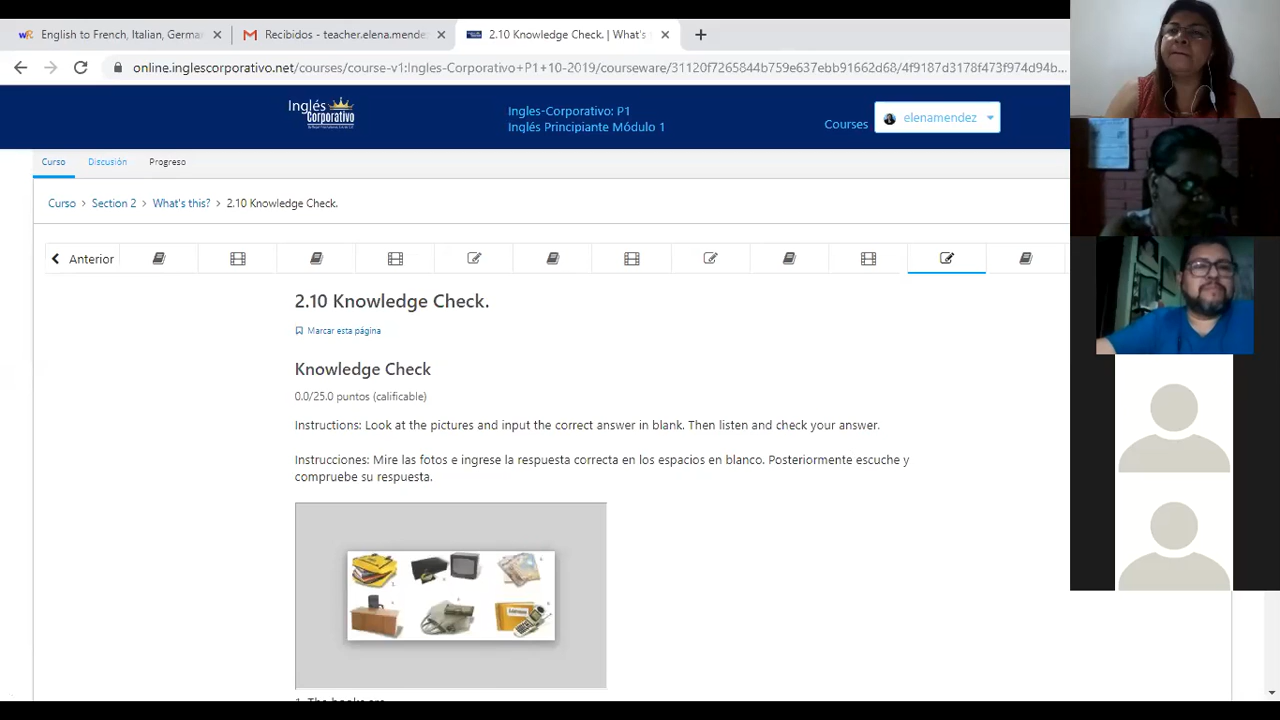 English to French, Italian, Germa
Recibidos - teacher.elena.mende
2.10 Knowledge Check. | What's
online.inglescorporativo.net/courses/course-v1:Ingles-Corporativo+P1+10-2019/courseware/31120f7265844b759e637ebb91662d68/4f9187d3178f473f974d94b...
Inglés
Corporativo
Ingles-Corporativo: P1
Inglés Principiante Módulo 1
Courses
elenamendez
Curso
Discusión
Progreso
Curso > Section 2 > What's this? > 2.10 Knowledge Check.
Anterior
2.10 Knowledge Check.
Marcar esta página
Knowledge Check
0.0/25.0 puntos (calificable)
Instructions: Look at the pictures and input the correct answer in blank. Then listen and check your answer.
Instrucciones: Mire las fotos e ingrese la respuesta correcta en los espacios en blanco. Posteriormente escuche y
compruebe su respuesta.
1. The books are